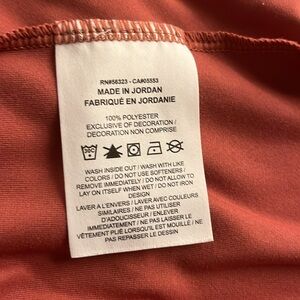 RN#56323 - CA#05553
MADE IN JORDAN
FABRIQUÉ EN JORDANIE
100% POLYESTER
EXCLUSIVE OF DECORATION /
DECORATION NON COMPRISE
WASH INSIDE OUT / WASH WITH LIKE
COLORS / DO NOT USE SOFTENERS /
REMOVE IMMEDIATELY / DO NOT ALLOW TO
LAY ON ITSELF WHEN WET / DO NOT IRON
DESIGN
LAVER A L'ENVERS / LAVER AVEC COULEURS
SIMILAIRES / NE PAS UTILISER
D'ADOUCISSEUR / ENLEVER
IMMÉDIATEMENT / NE PAS LAISSER LE
VÊTEMENT PLIÉ LORSQU'IL EST MOUILLÉ / NE
PAS REPASSER LE DESSIN